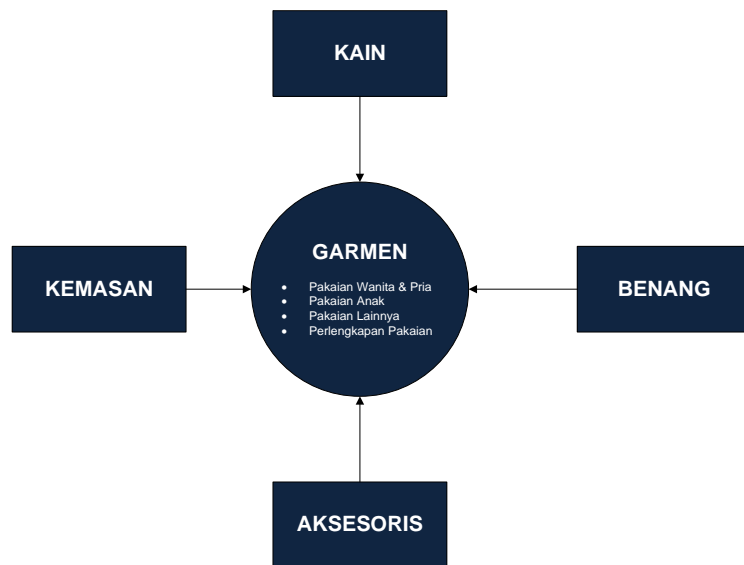 KAIN
GARMEN
• Pakaian Wanita & Pria
• Pakaian Anak
• Pakaian Lainnya
• Perlengkapan Pakaian
KEMASAN
BENANG
AKSESORIS